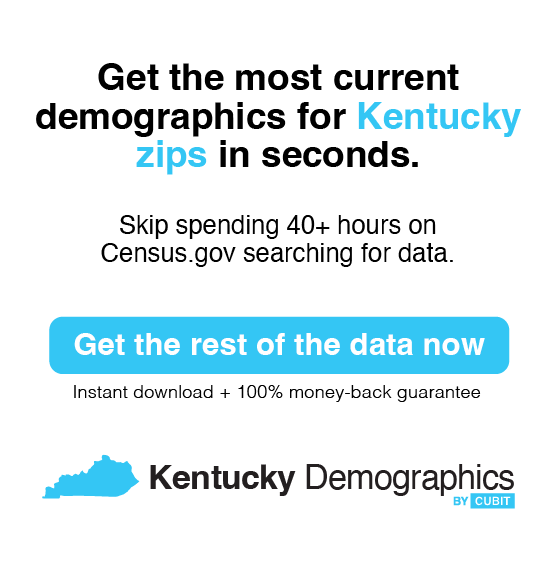 Get the most current
demographics for Kentucky
zips in seconds.
Skip spending 40+ hours on
Census.gov searching for data.
Get the rest of the data now
Instant download + 100% money-back guarantee
Kentucky Demographics
BY CUBIT